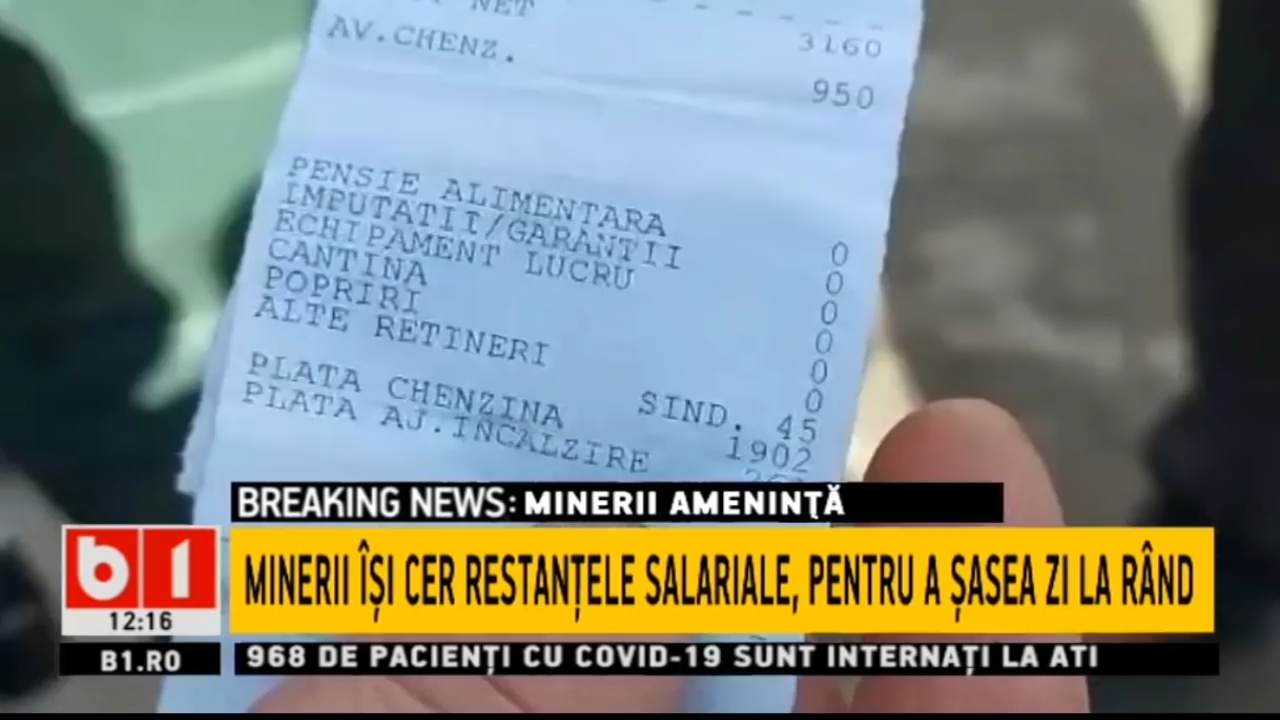 NET 3160
AV.CHENZ. 950
PENSIE ALIMENTARA 0
IMPUTATII/GARANTII 0
ECHIPAMENT LUCRU 0
CANTINA 0
POPRIRI 0
ALTE RETINERI 0
SIND. 45
PLATA CHENZINA 1902
PLATA AJ.INCALZIRE
BREAKING NEWS: MINERII AMENINŢĂ
b1
MINERII ÎȘI CER RESTANȚELE SALARIALE, PENTRU A ȘASEA ZI LA RÂND
12:16
B1.RO
968 DE PACIENȚI CU COVID-19 SUNT INTERNAȚI LA ATI